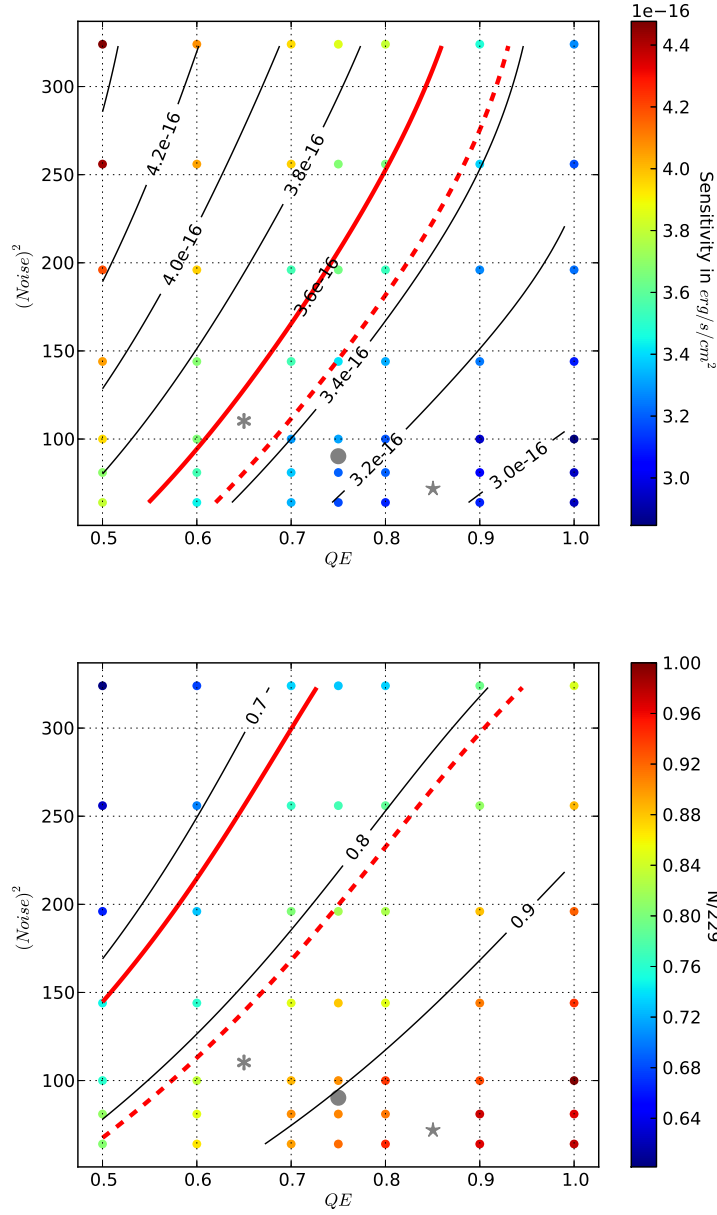 1e−16
300
250
200
150
100
(Noise)²
0.5 0.6 0.7 0.8 0.9 1.0
QE
4.2e-16
4.0e-16
3.8e-16
3.6e-16
3.4e-16
3.2e-16
3.0e-16
4.4
4.2
4.0
3.8
3.6
3.4
3.2
3.0
Sensitivity in erg/s/cm²
300
250
200
150
100
(Noise)²
0.5 0.6 0.7 0.8 0.9 1.0
QE
0.7
0.8
0.9
1.00
0.96
0.92
0.88
0.84
0.80
0.76
0.72
0.68
0.64
N/229